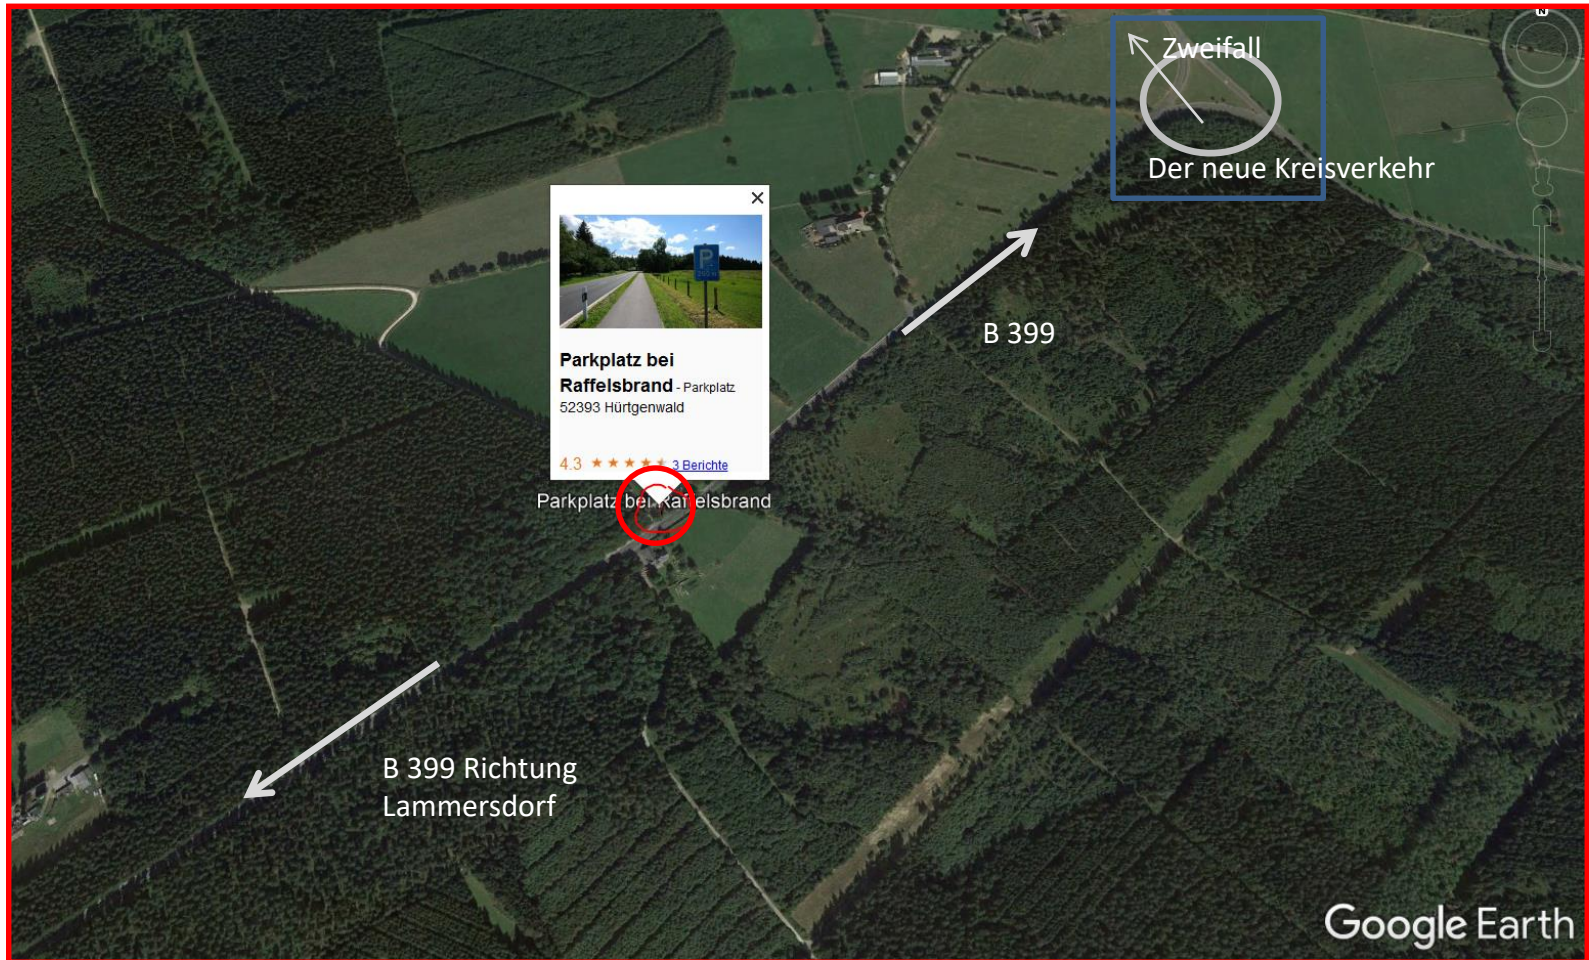 N
Zweifall
Der neue Kreisverkehr
P
Parkplatz bei
Raffelsbrand - Parkplatz
52393 Hürtgenwald
B 399
4.3 3 Berichte
Parkplatz bei Raffelsbrand
B 399 Richtung
Lammersdorf
Google Earth